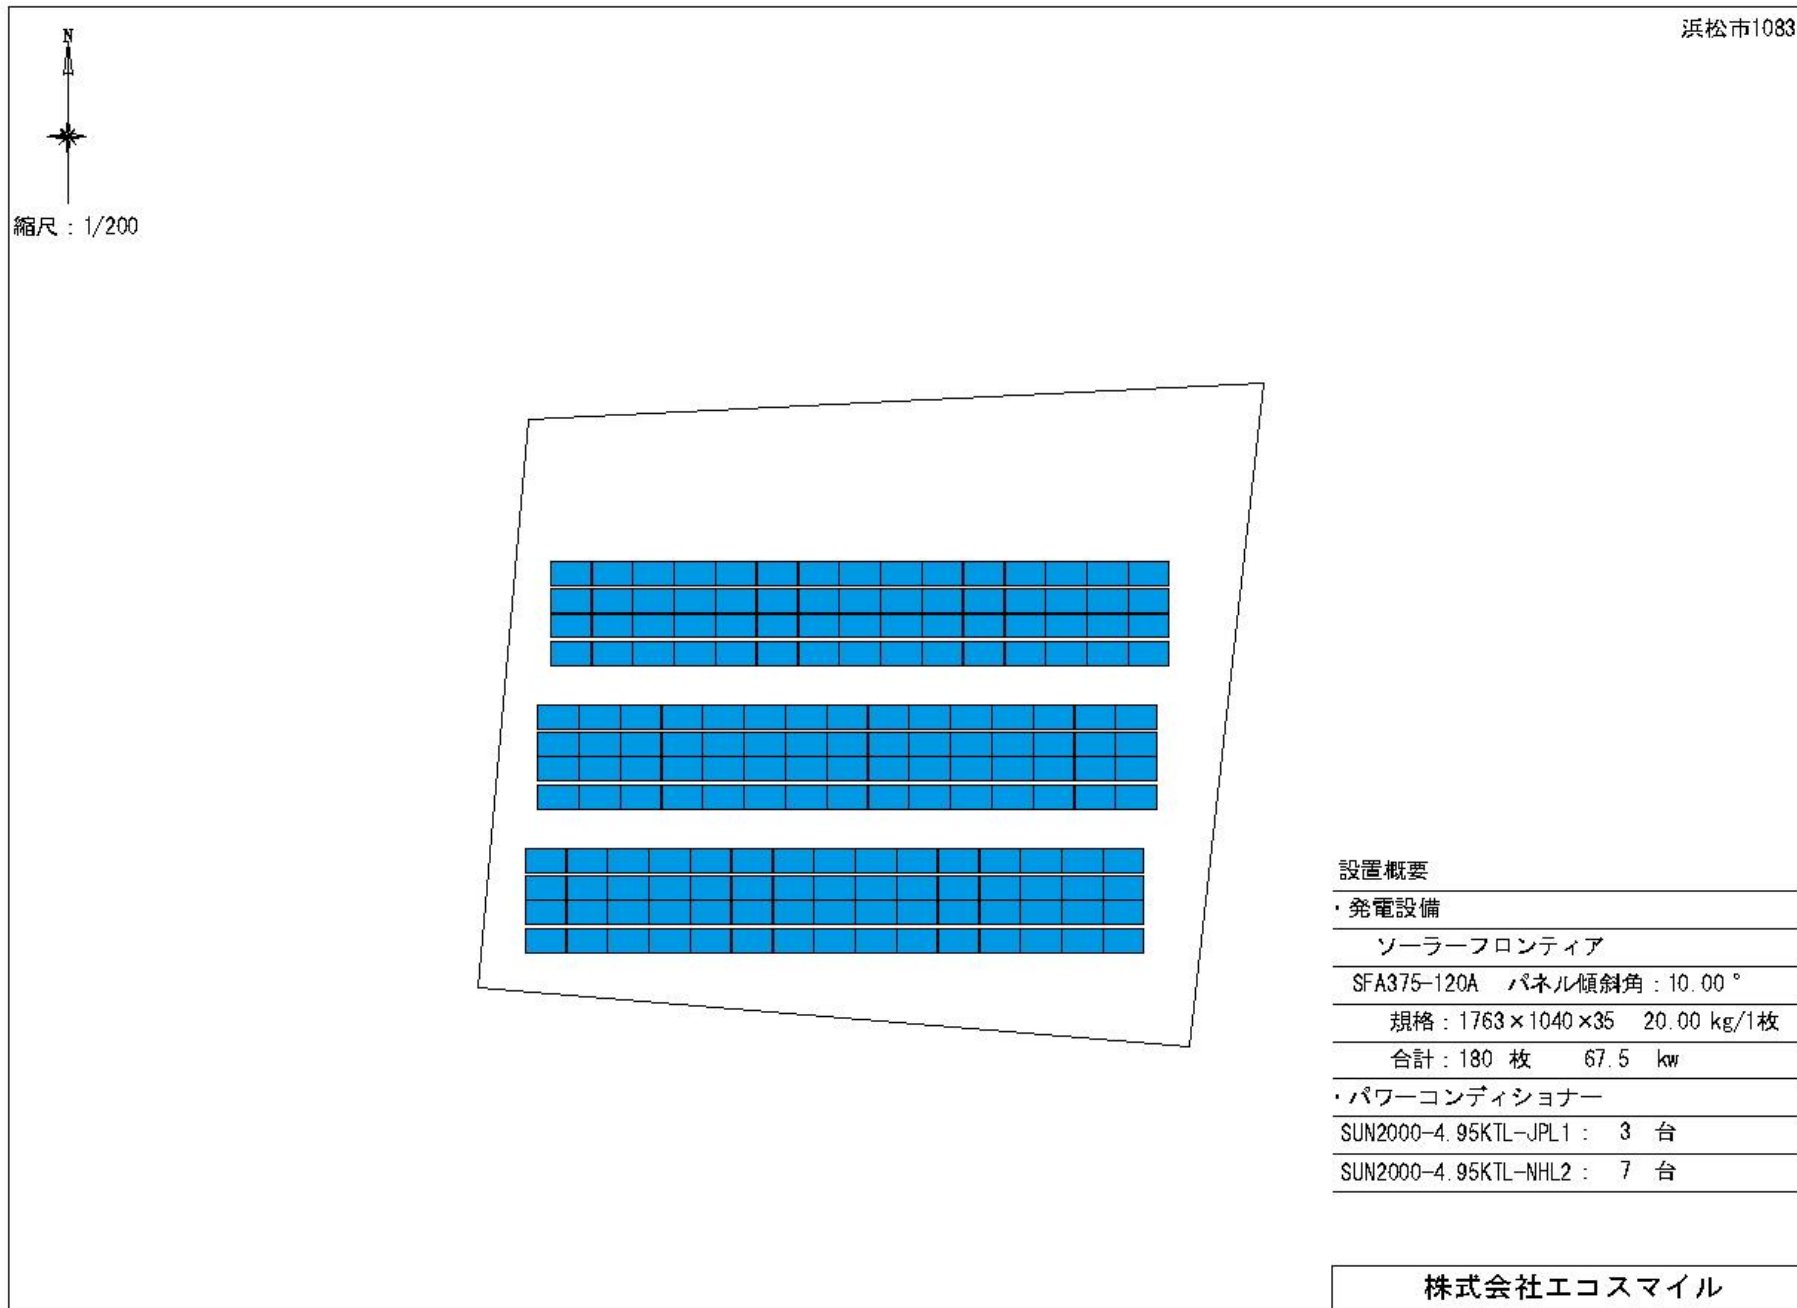 浜松市1083
N
縮尺：1/200
設置概要
・発電設備
ソーラーフロンティア
SFA375-120A パネル傾斜角：10.00°
規格：1763×1040×35 20.00 kg/1枚
合計：180 枚 67.5 kw
・パワーコンディショナー
SUN2000-4.95KTL-JPL1： 3 台
SUN2000-4.95KTL-NHL2： 7 台
株式会社エコスマイル